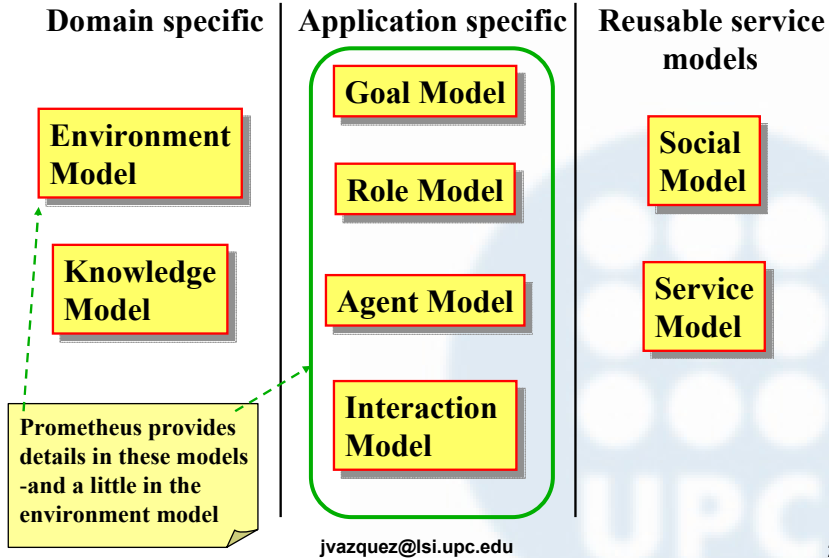 Domain specific
Application specific
Reusable service
models
Environment
Model
Knowledge
Model
Goal Model
Role Model
Agent Model
Interaction
Model
Social
Model
Service
Model
Prometheus provides
details in these models
-and a little in the
environment model
UPC
jvazquez@lsi.upc.edu